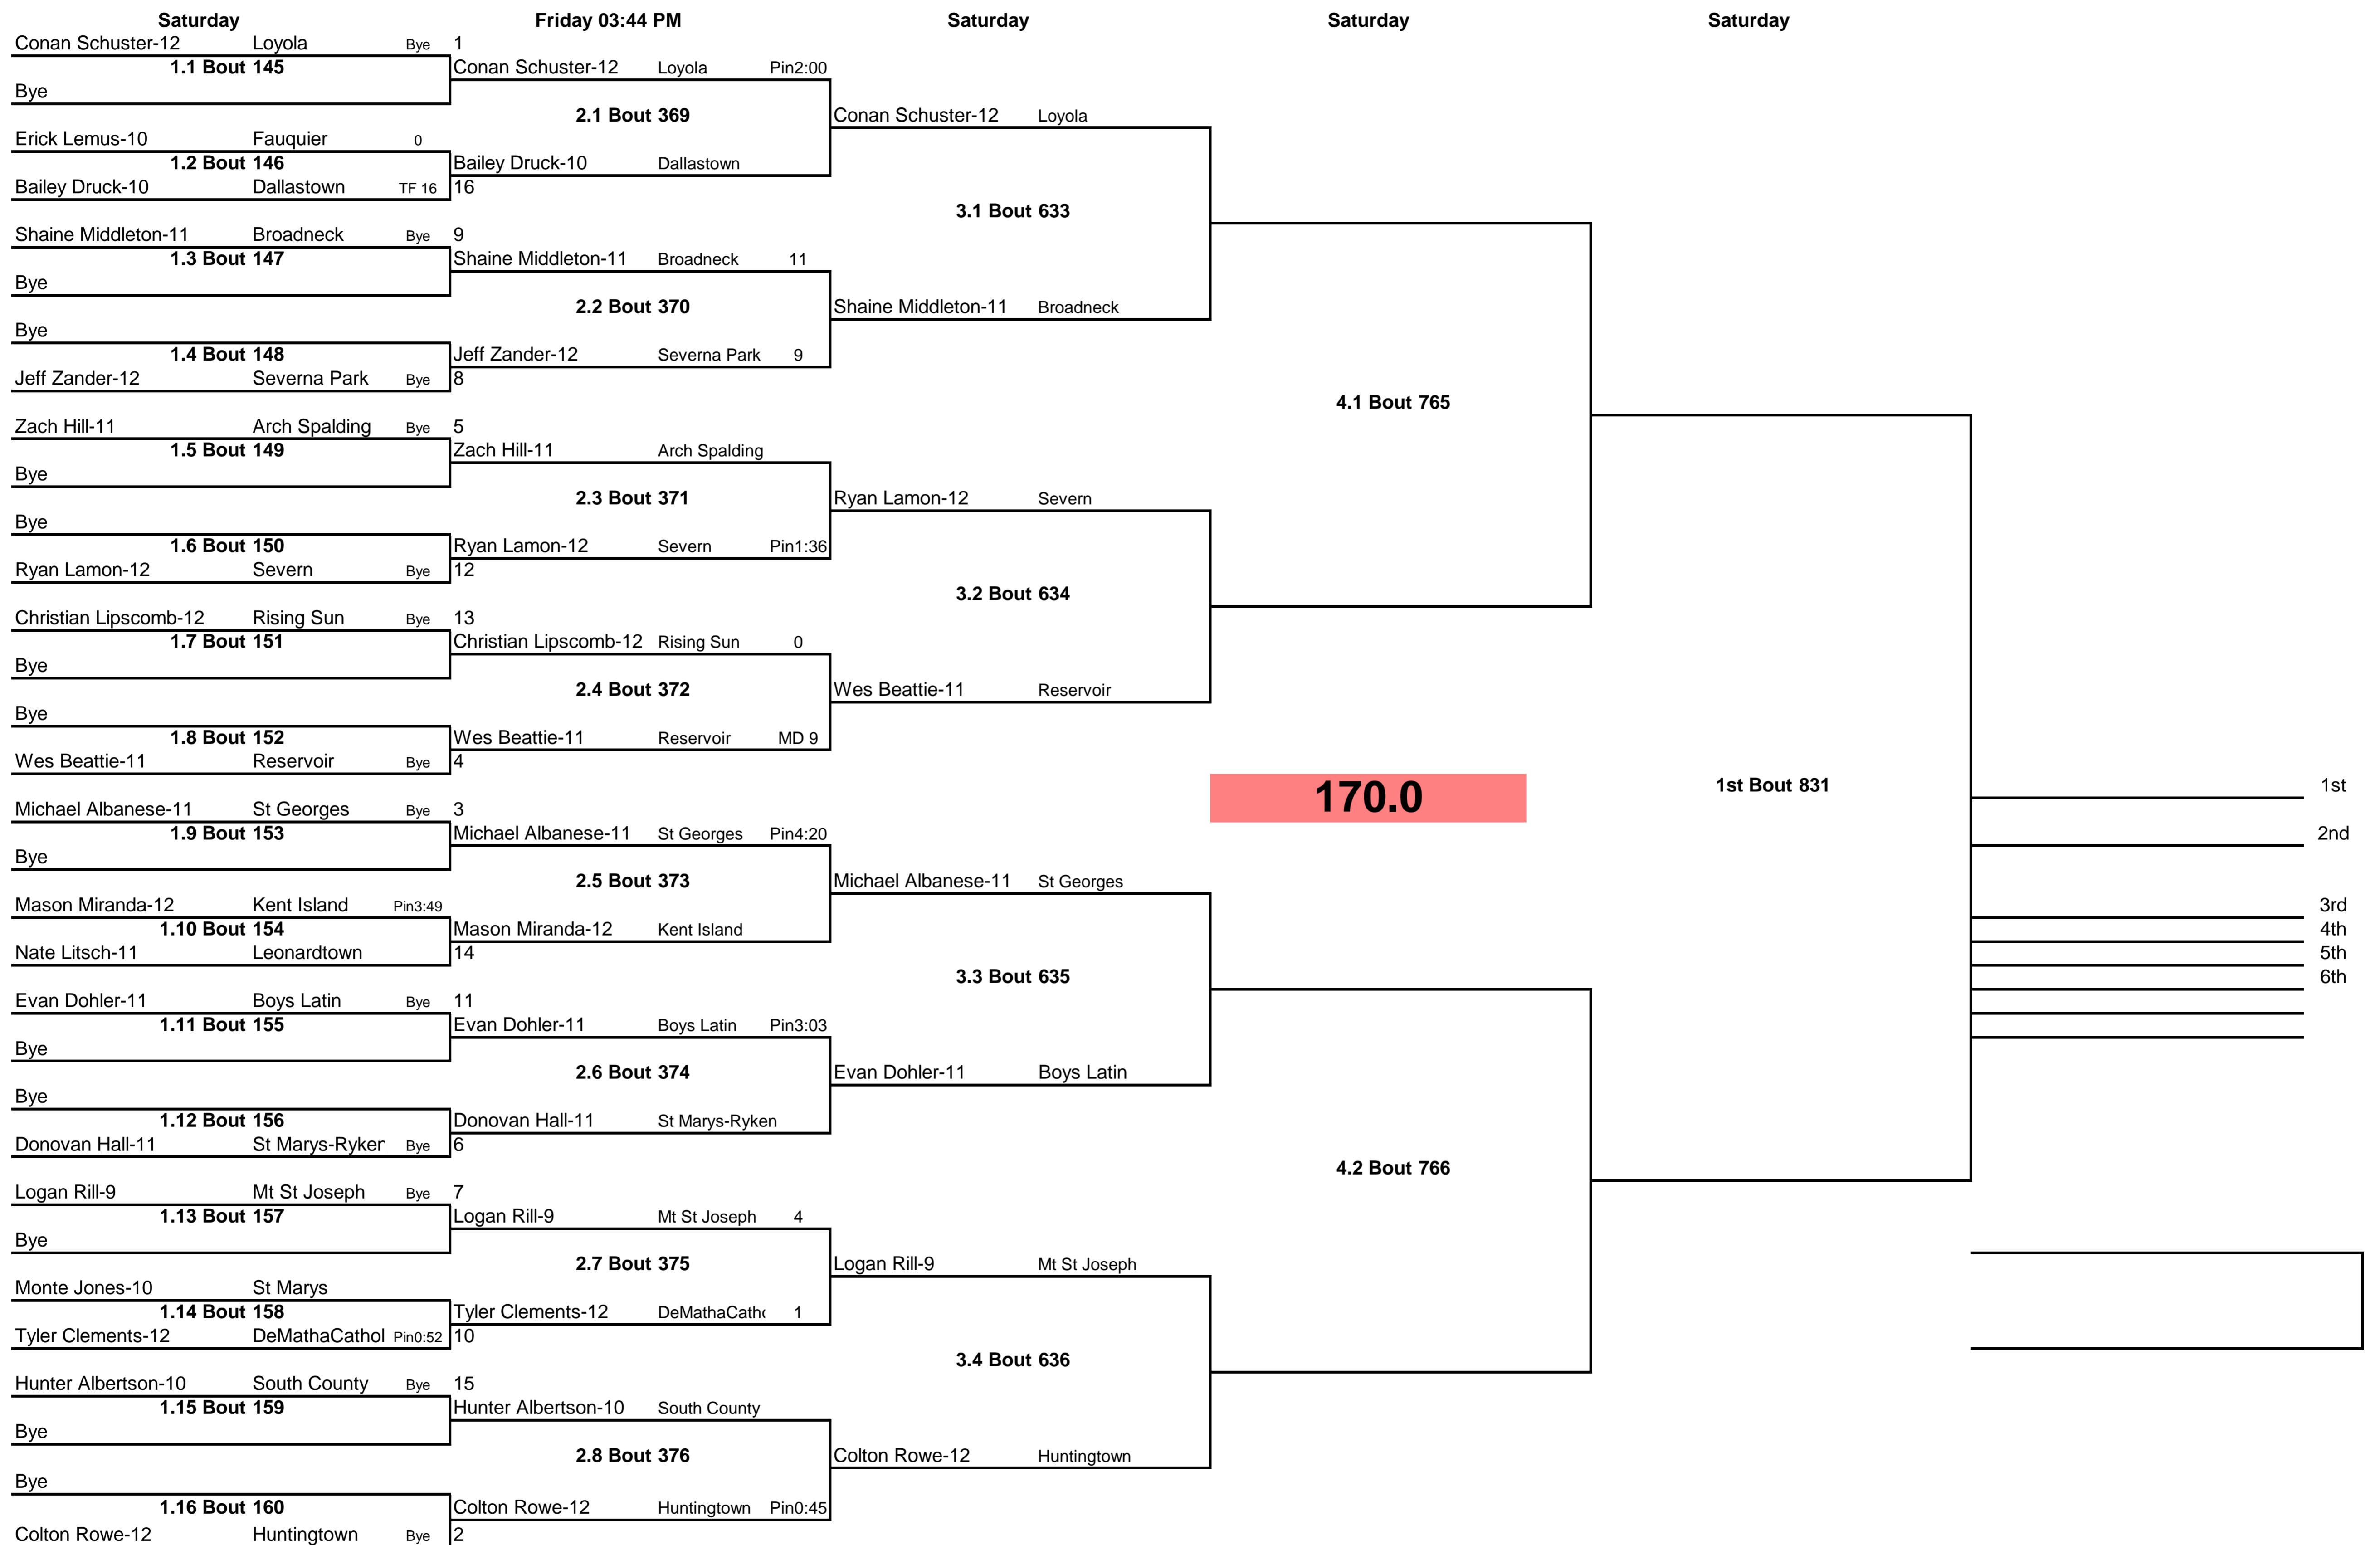 Saturday Friday 03:44 PM Saturday Saturday Saturday
Conan Schuster-12 Loyola Bye 1
1.1 Bout 145
Conan Schuster-12 Loyola Pin2:00
Bye
2.1 Bout 369
Conan Schuster-12 Loyola
Erick Lemus-10 Fauquier 0
1.2 Bout 146
Bailey Druck-10 Dallastown
Bailey Druck-10 Dallastown TF 16 16
3.1 Bout 633
Shaine Middleton-11 Broadneck Bye 9
1.3 Bout 147
Shaine Middleton-11 Broadneck 11
Bye
2.2 Bout 370
Shaine Middleton-11 Broadneck
Bye
1.4 Bout 148
Jeff Zander-12 Severna Park 9
Jeff Zander-12 Severna Park Bye 8
4.1 Bout 765
Zach Hill-11 Arch Spalding Bye 5
1.5 Bout 149
Zach Hill-11 Arch Spalding
Bye
2.3 Bout 371
Ryan Lamon-12 Severn
Bye
1.6 Bout 150
Ryan Lamon-12 Severn Pin1:36
Ryan Lamon-12 Severn Bye 12
3.2 Bout 634
Christian Lipscomb-12 Rising Sun Bye 13
1.7 Bout 151
Christian Lipscomb-12 Rising Sun 0
Bye
2.4 Bout 372
Wes Beattie-11 Reservoir
Bye
1.8 Bout 152
Wes Beattie-11 Reservoir MD 9
Wes Beattie-11 Reservoir Bye 4
170.0
1st Bout 831
1st
Michael Albanese-11 St Georges Bye 3
1.9 Bout 153
Michael Albanese-11 St Georges Pin4:20
2nd
Bye
2.5 Bout 373
Michael Albanese-11 St Georges
Mason Miranda-12 Kent Island Pin3:49
3rd
1.10 Bout 154
Mason Miranda-12 Kent Island
4th
Nate Litsch-11 Leonardtown 14
5th
3.3 Bout 635
6th
Evan Dohler-11 Boys Latin Bye 11
1.11 Bout 155
Evan Dohler-11 Boys Latin Pin3:03
Bye
2.6 Bout 374
Evan Dohler-11 Boys Latin
Bye
1.12 Bout 156
Donovan Hall-11 St Marys-Ryken
Donovan Hall-11 St Marys-Ryken Bye 6
4.2 Bout 766
Logan Rill-9 Mt St Joseph Bye 7
1.13 Bout 157
Logan Rill-9 Mt St Joseph 4
Bye
2.7 Bout 375
Logan Rill-9 Mt St Joseph
Monte Jones-10 St Marys
1.14 Bout 158
Tyler Clements-12 DeMathaCath 1
Tyler Clements-12 DeMathaCathol Pin0:52 10
3.4 Bout 636
Hunter Albertson-10 South County Bye 15
1.15 Bout 159
Hunter Albertson-10 South County
Bye
2.8 Bout 376
Colton Rowe-12 Huntingtown
Bye
1.16 Bout 160
Colton Rowe-12 Huntingtown Pin0:45
Colton Rowe-12 Huntingtown Bye 2